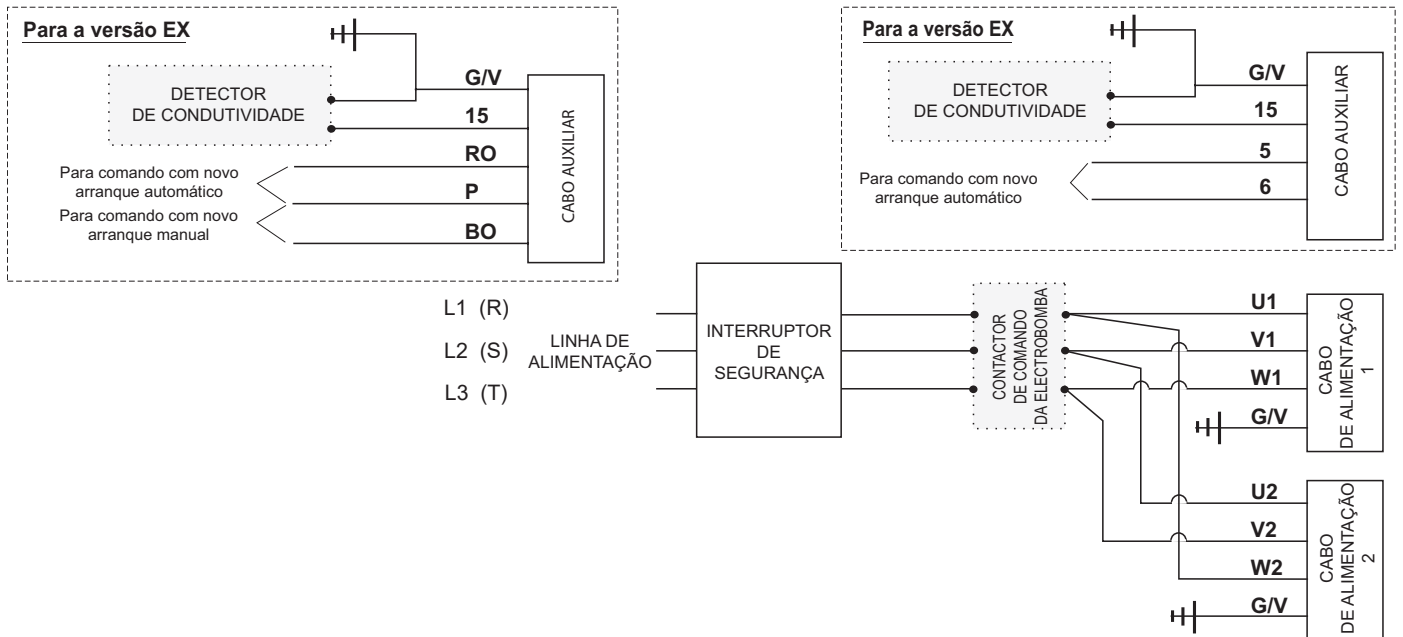 Para a versão EX
G/V
DETECTOR
DE CONDUTIVIDADE
15
RO
Para comando com novo
arranque automático
P
Para comando com novo
arranque manual
BO
CABO AUXILIAR
Para a versão EX
G/V
DETECTOR
DE CONDUTIVIDADE
15
5
Para comando com novo
arranque automático
6
CABO AUXILIAR
L1 (R)
L2 (S)
L3 (T)
LINHA DE
ALIMENTAÇÃO
INTERRUPTOR
DE
SEGURANÇA
CONTACTOR
DE COMANDO
DA ELECTROBOMBA
U1
V1
W1
G/V
CABO
DE ALIMENTAÇÃO
1
U2
V2
W2
G/V
CABO
DE ALIMENTAÇÃO
2